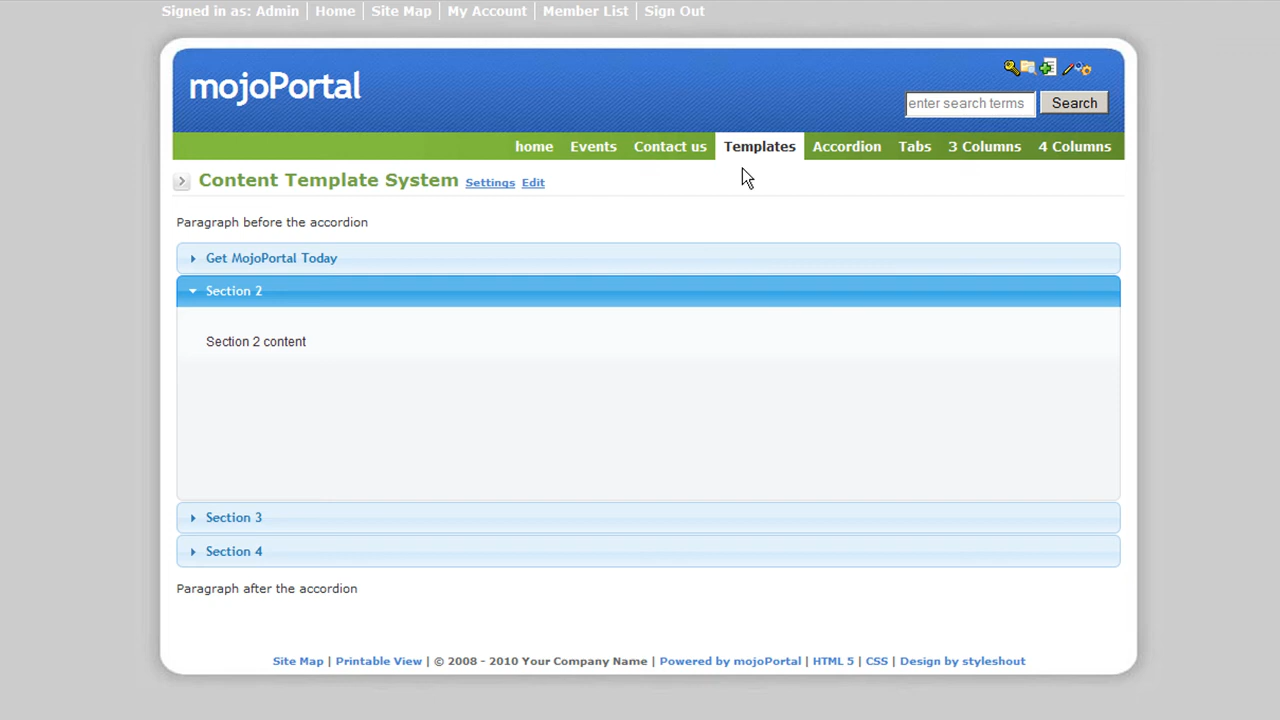 Signed in as: Admin | Home | Site Map | My Account | Member List | Sign Out
mojoPortal
enter search terms Search
home Events Contact us Templates Accordion Tabs 3 Columns 4 Columns
Content Template System Settings Edit
Paragraph before the accordion
Get MojoPortal Today
Section 2
Section 2 content
Section 3
Section 4
Paragraph after the accordion
Site Map | Printable View | © 2008 - 2010 Your Company Name | Powered by mojoPortal | HTML 5 | CSS | Design by styleshout